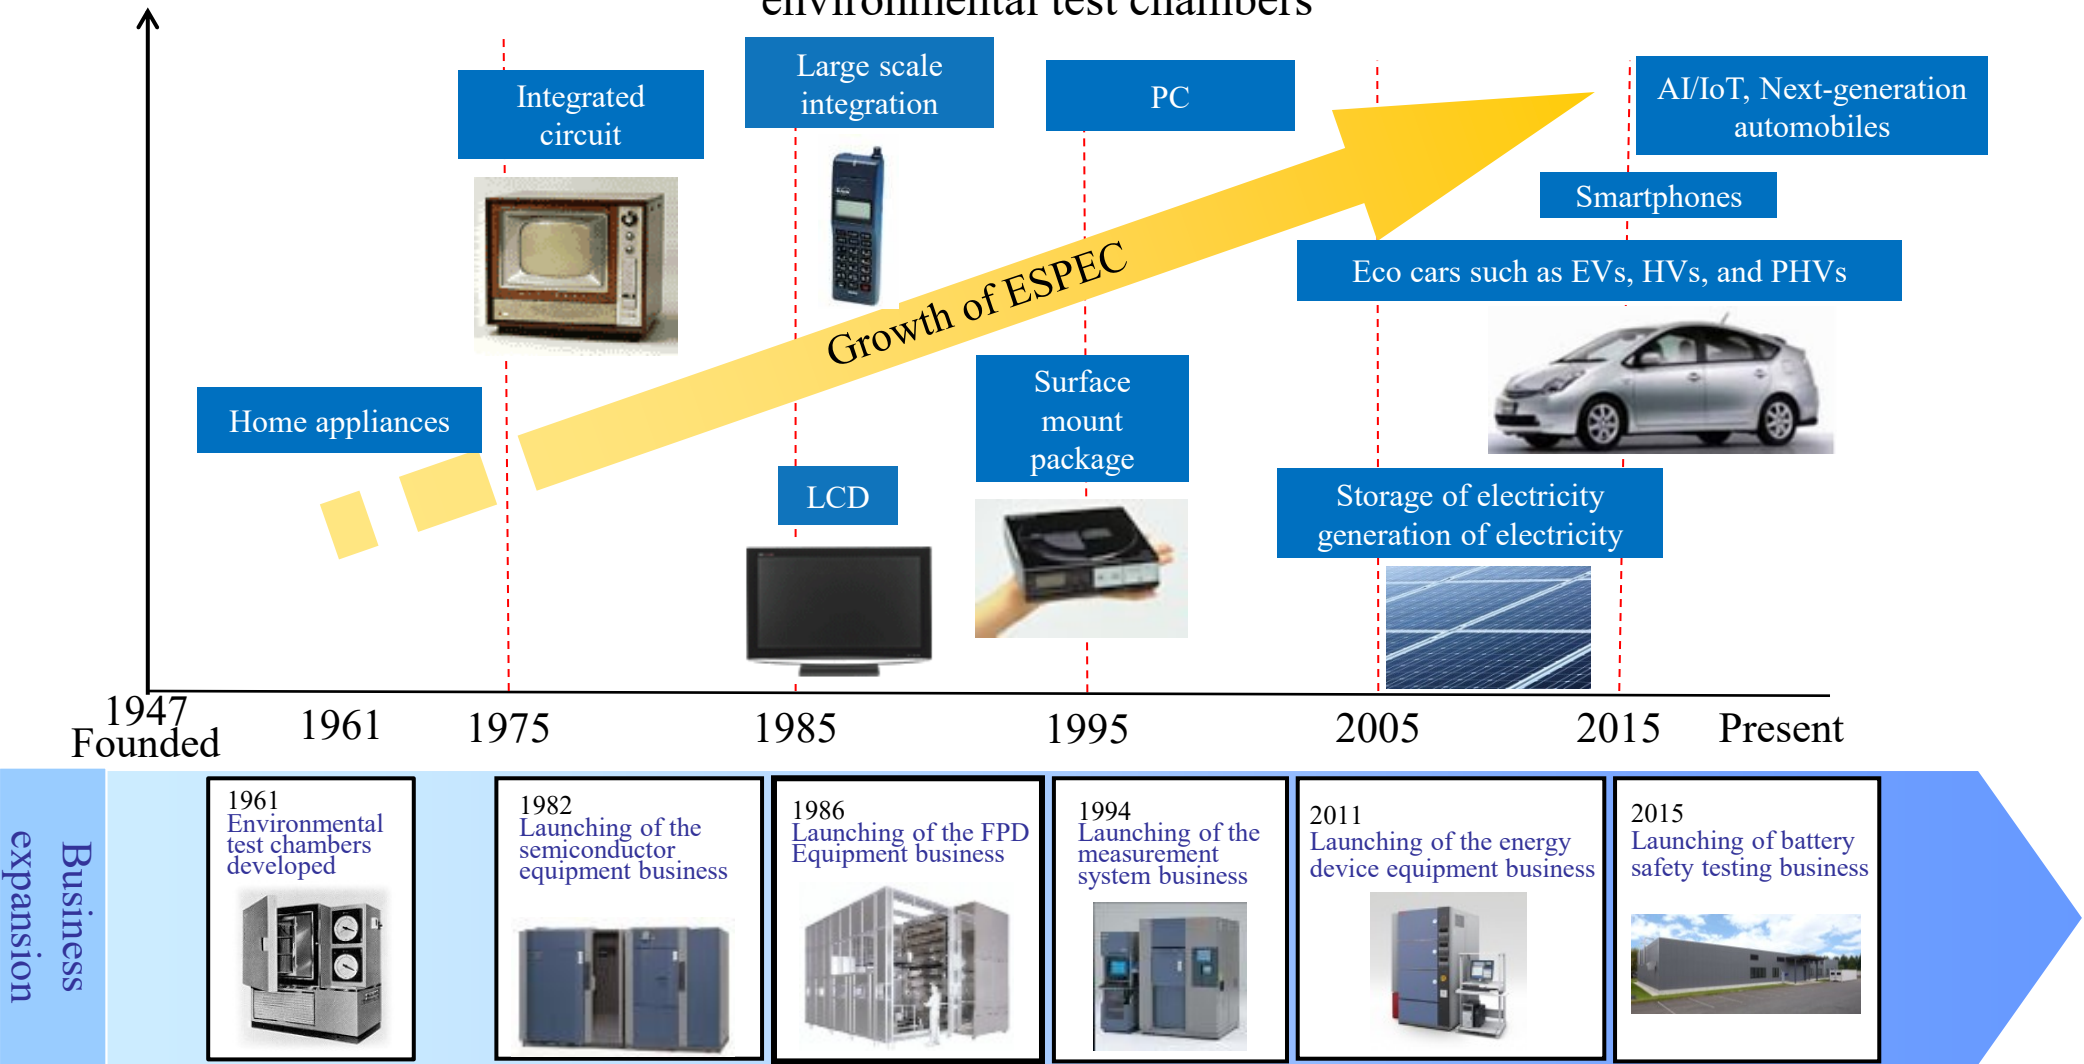 environmental test chambers
Integrated
circuit
Large scale
integration
PC
AI/IoT, Next-generation
automobiles
Smartphones
Eco cars such as EVs, HVs, and PHVs
Growth of ESPEC
Home appliances
Surface
mount
package
LCD
Storage of electricity
generation of electricity
1947
Founded
1961
1975
1985
1995
2005
2015
Present
Business
expansion
1961
Environmental
test chambers
developed
1982
Launching of the
semiconductor
equipment business
1986
Launching of the FPD
Equipment business
1994
Launching of the
measurement
system business
2011
Launching of the energy
device equipment business
2015
Launching of battery
safety testing business